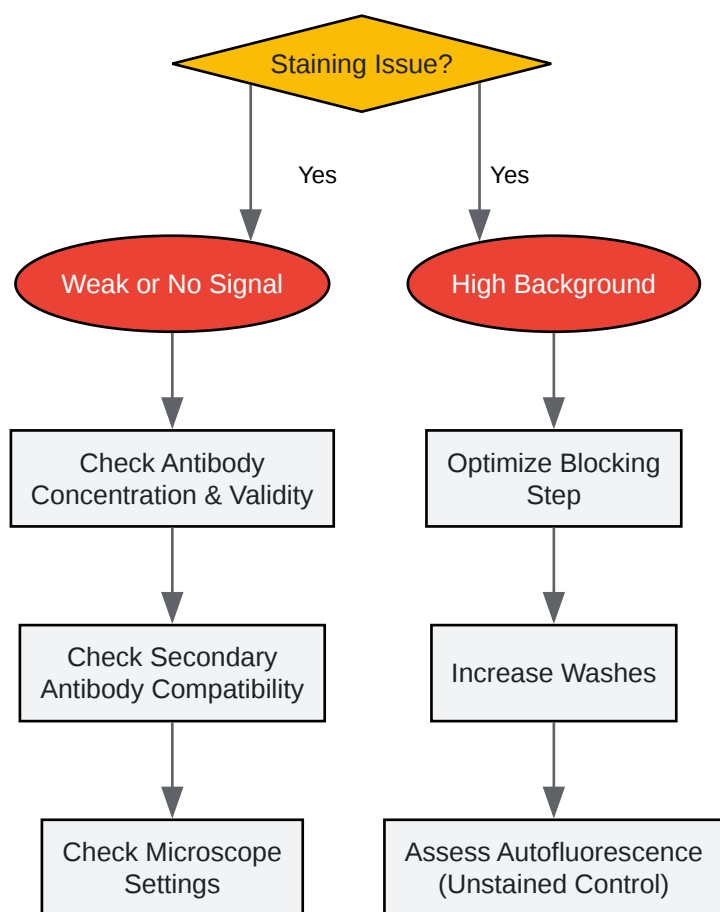 Staining Issue?
Yes
Yes
Weak or No Signal
High Background
Check Antibody
Concentration & Validity
Optimize Blocking
Step
Check Secondary
Antibody Compatibility
Increase Washes
Check Microscope
Settings
Assess Autofluorescence
(Unstained Control)